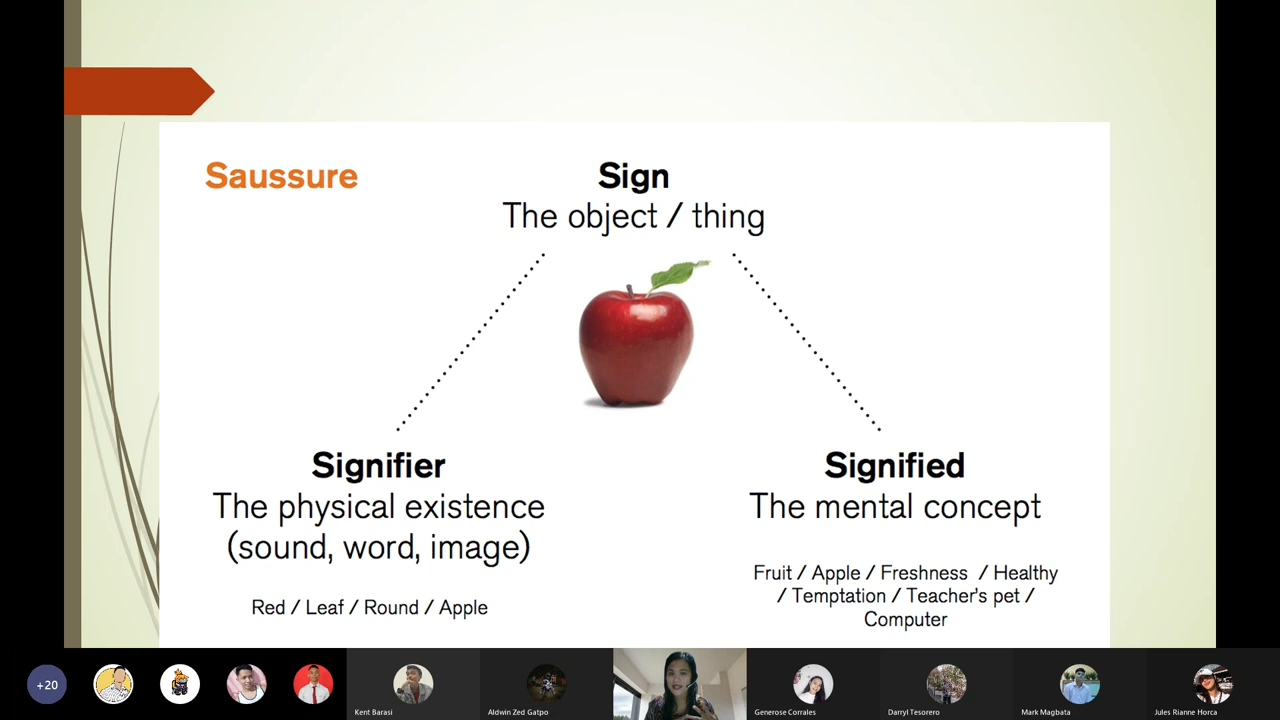 Saussure
Sign
The object / thing
Signifier
The physical existence
(sound, word, image)
Red / Leaf / Round / Apple
Signified
The mental concept
Fruit / Apple / Freshness / Healthy
/ Temptation / Teacher's pet /
Computer
+20
Kent Barasi
Aldwin Zed Gatpo
Generose Corrales
Darryl Tesorero
Mark Magbata
Jules Rianne Horca